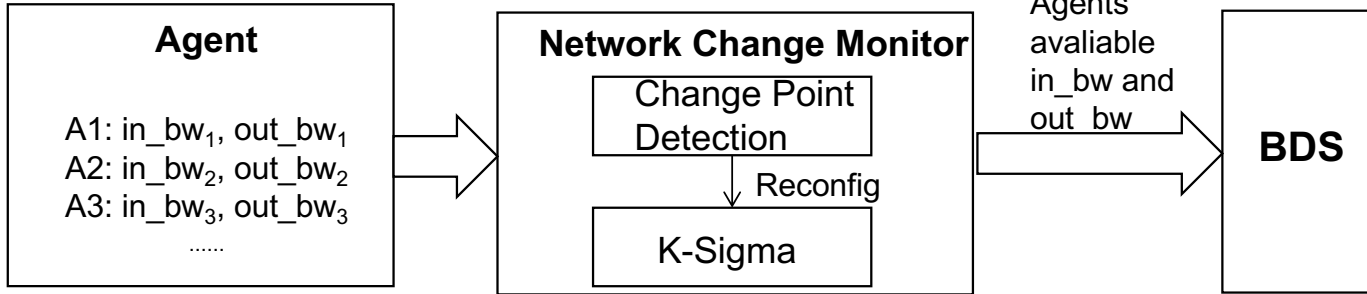 Agent
A1: in_bw₁, out_bw₁
A2: in_bw₂, out_bw₂
A3: in_bw₃, out_bw₃
......
Network Change Monitor
Change Point
Detection
Reconfig
K-Sigma
Agents
avaliable
in_bw and
out_bw
BDS